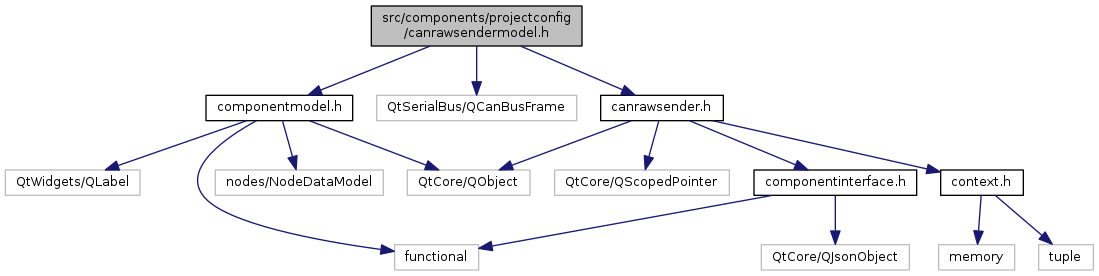 src/components/projectconfig
/canrawsendermodel.h
componentmodel.h
QtSerialBus/QCanBusFrame
canrawsender.h
QtWidgets/QLabel
nodes/NodeDataModel
QtCore/QObject
QtCore/QScopedPointer
componentinterface.h
context.h
functional
QtCore/QJsonObject
memory
tuple